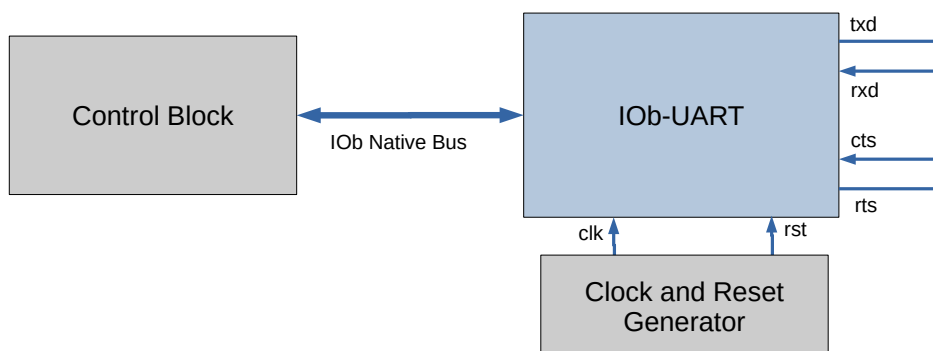 Control Block
IOb Native Bus
IOb-UART
txd
rxd
cts
rts
clk
rst
Clock and Reset
Generator